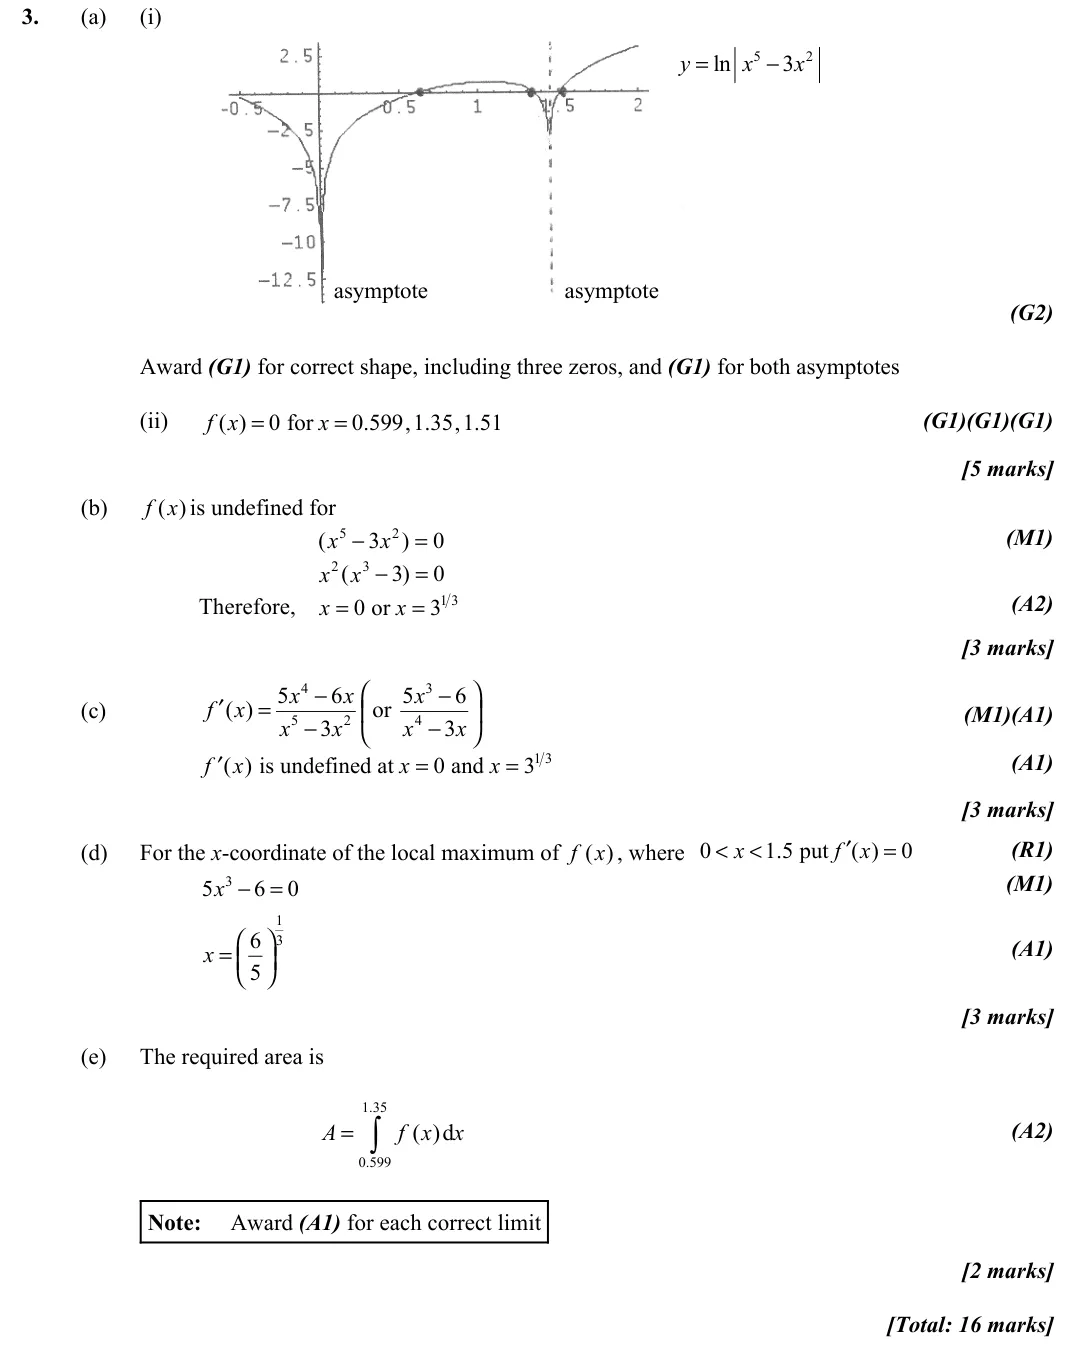 3. (a) (i)
y = ln|x⁵ − 3x²|
2.5
-0.5 0.5 1 1.5 2
-2.5
-5
-7.5
-10
-12.5
asymptote asymptote
(G2)
Award (G1) for correct shape, including three zeros, and (G1) for both asymptotes
(ii) f(x) = 0 for x = 0.599, 1.35, 1.51 (G1)(G1)(G1)
[5 marks]
(b) f(x) is undefined for
(x⁵ − 3x²) = 0 (M1)
x²(x³ − 3) = 0
Therefore, x = 0 or x = 3^{1/3} (A2)
[3 marks]
(c) f′(x) = (5x⁴ − 6x)/(x⁵ − 3x²) (or (5x³ − 6)/(x⁴ − 3x)) (M1)(A1)
f′(x) is undefined at x = 0 and x = 3^{1/3} (A1)
[3 marks]
(d) For the x-coordinate of the local maximum of f(x), where 0 < x < 1.5 put f′(x) = 0 (R1)
5x³ − 6 = 0 (M1)
x = (6/5)^{1/3} (A1)
[3 marks]
(e) The required area is
A = ∫_{0.599}^{1.35} f(x) dx (A2)
Note: Award (A1) for each correct limit
[2 marks]
[Total: 16 marks]